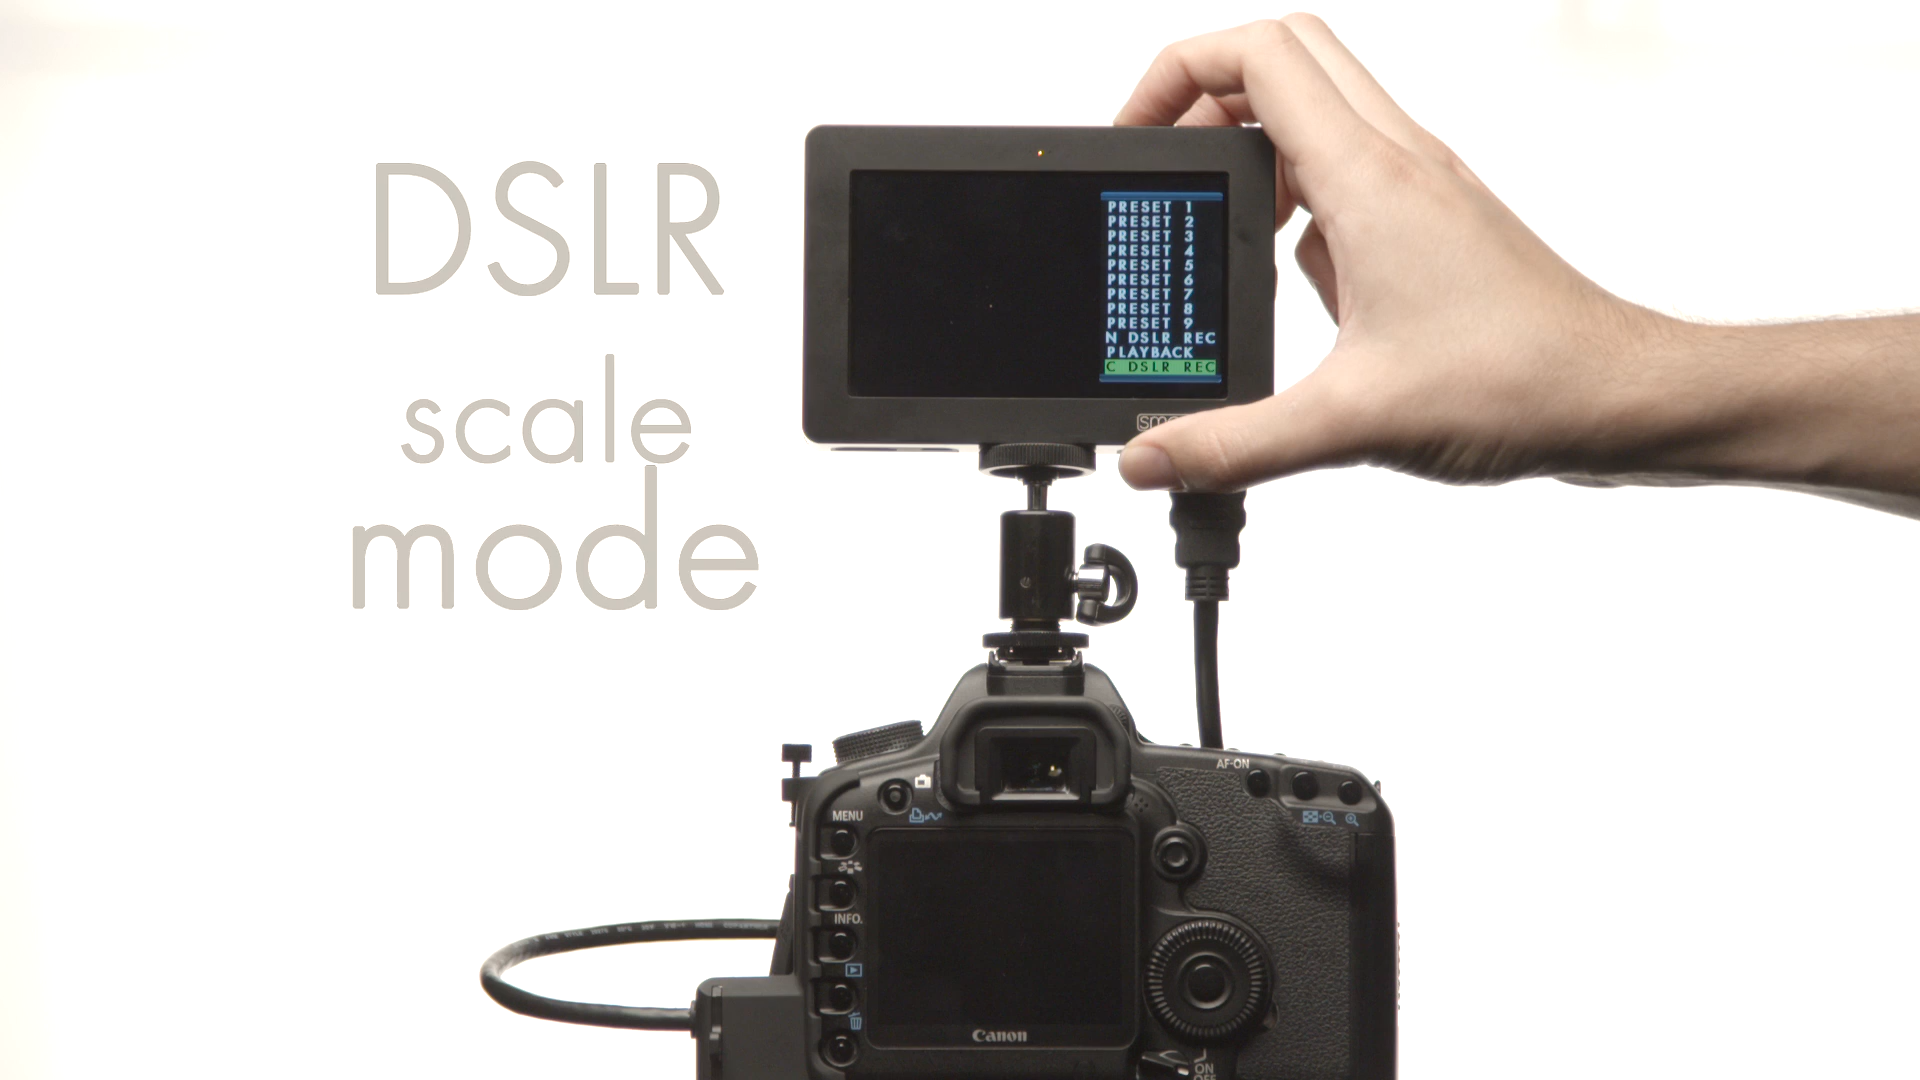 DSLR
scale
mode
PRESET 1
PRESET 2
PRESET 3
PRESET 4
PRESET 5
PRESET 6
PRESET 7
PRESET 8
PRESET 9
N DSLR REC
PLAYBACK
C DSLR REC
AF-ON
MENU
INFO.
Canon
ON